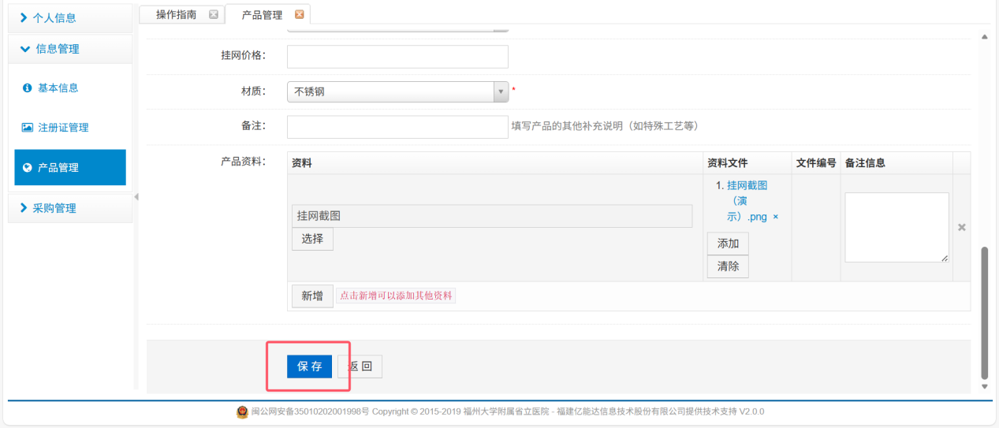 个人信息
信息管理
基本信息
注册证管理
产品管理
采购管理
操作指南
产品管理
挂网价格：
材质：
不锈钢
*
备注：
填写产品的其他补充说明（如特殊工艺等）
产品资料：
资料 资料文件 文件编号 备注信息
挂网截图
选择
1. 挂网截图
（演
示）.png ×
添加
清除
新增
点击新增可以添加其他资料
保 存
返 回
闽公网安备35010202001998号 Copyright © 2015-2019 福州大学附属省立医院 - 福建亿能达信息技术股份有限公司提供技术支持 V2.0.0